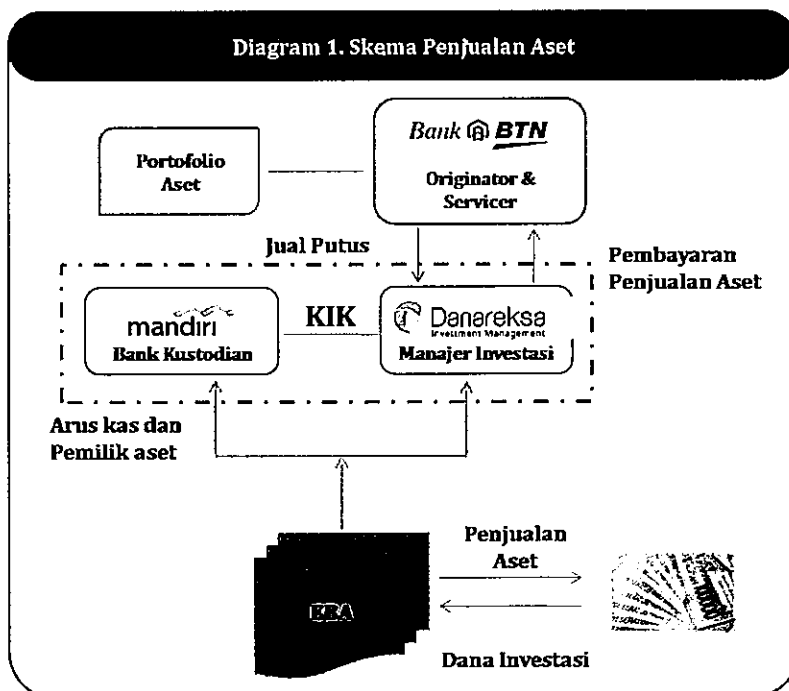 Diagram 1. Skema Penjualan Aset
Bank BTN
Portofolio
Aset
Originator &
Servicer
Jual Putus
Pembayaran
Penjualan Aset
mandiri
Bank Kustodian
KIK
Danareksa
Investment Management
Manajer Investasi
Arus kas dan
Pemilik aset
Penjualan
Aset
Dana Investasi